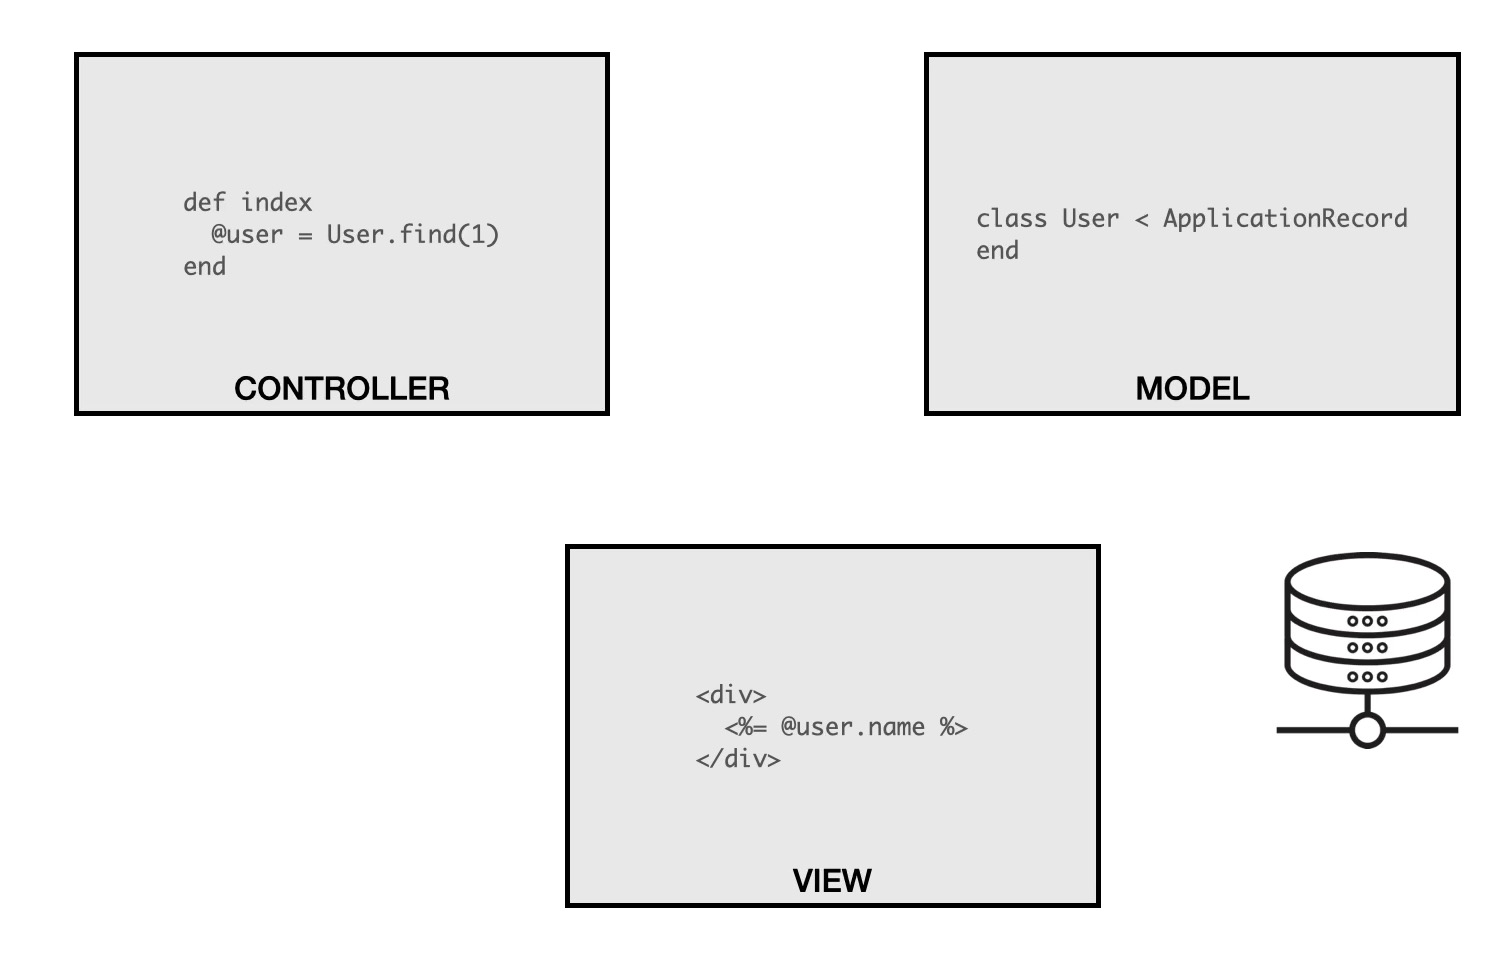 def index
  @user = User.find(1)
end
CONTROLLER
class User < ApplicationRecord
end
MODEL
<div>
  <%= @user.name %>
</div>
VIEW